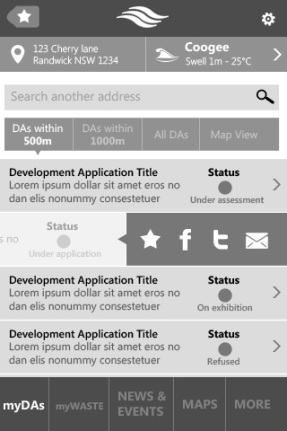 123 Cherry lane
Randwick NSW 1234
Coogee
Swell 1m - 25°C
Search another address
DAs within
500m
DAs within
1000m
All DAs
Map View
Development Application Title
Lorem ipsum dollar sit amet eros no
dan elis nonummy consestetuer
Status
Under assessment
s no
Status
Under application
Development Application Title
Lorem ipsum dollar sit amet eros no
dan elis nonummy consestetuer
Status
On exhibition
Development Application Title
Lorem ipsum dollar sit amet eros no
dan elis nonummy consestetuer
Status
Refused
myDAs
myWASTE
NEWS &
EVENTS
MAPS
MORE